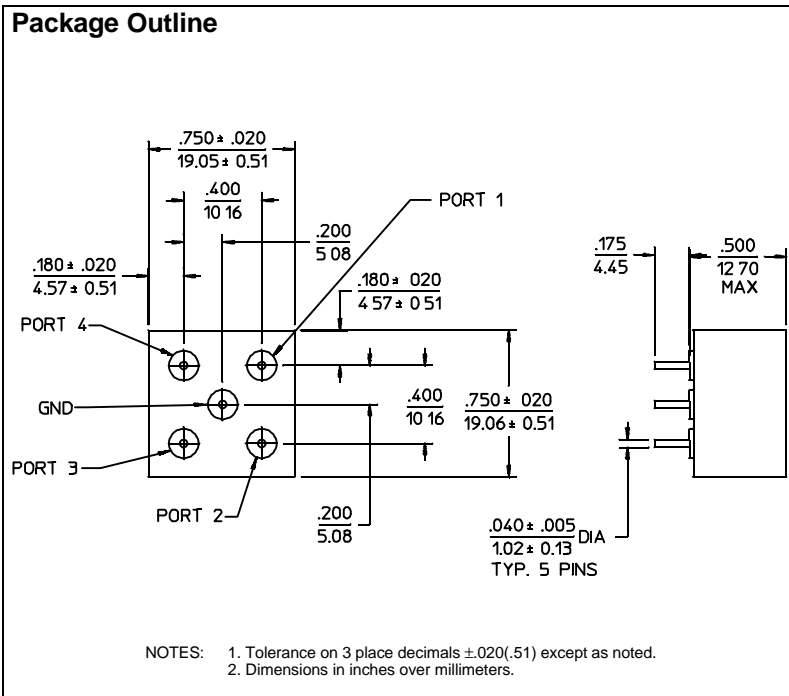 Package Outline
.750 ± .020
19.05 ± 0.51
.400
10 16
PORT 1
.200
5 08
.175
4.45
.500
12 70
MAX
.180 ± .020
4.57 ± 0.51
.180 ± 020
4 57 ± 0 51
PORT 4
GND
.400
10 16
.750 ± 020
19.06 ± 0.51
PORT 3
PORT 2
.200
5.08
.040 ± .005
1.02 ± 0.13
DIA
TYP. 5 PINS
NOTES: 1. Tolerance on 3 place decimals ±.020(.51) except as noted.
2. Dimensions in inches over millimeters.